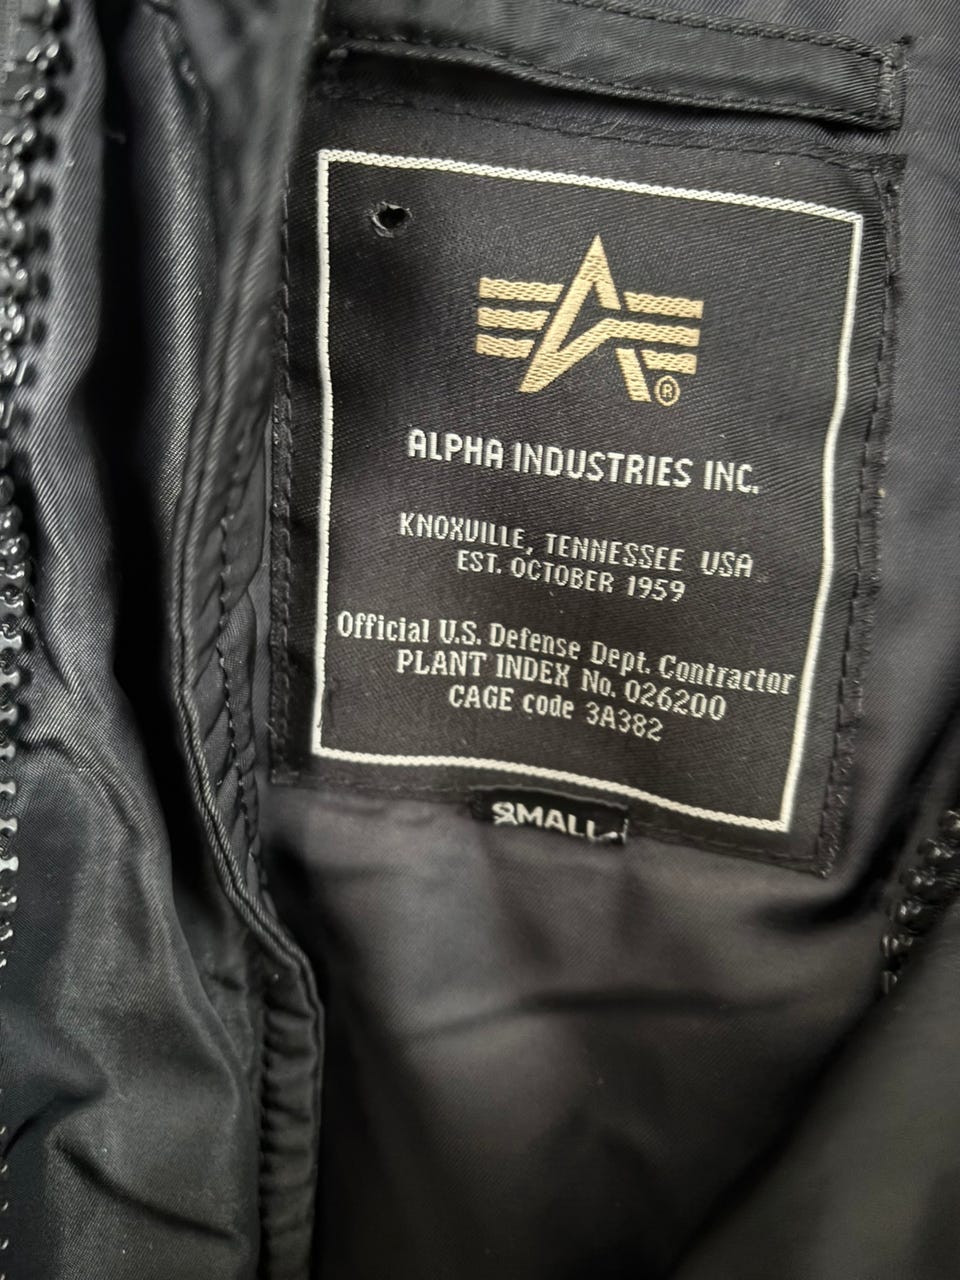 ®
ALPHA INDUSTRIES INC.
KNOXVILLE, TENNESSEE USA
EST. OCTOBER 1959
Official U.S. Defense Dept. Contractor
PLANT INDEX No. 026200
CAGE code 3A382
SMALL